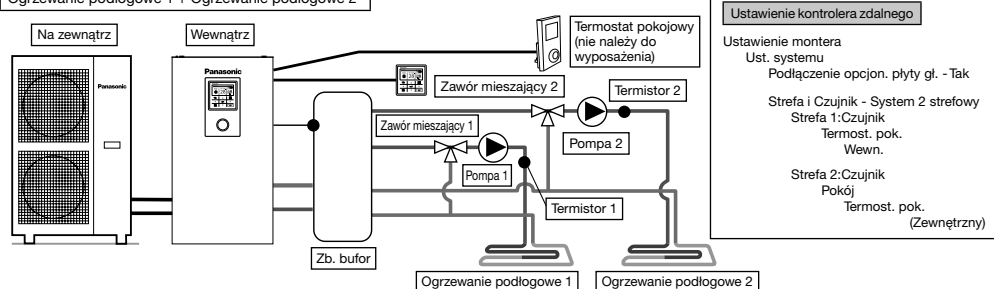 Ogrzewanie podłogowe 1 + Ogrzewanie podłogowe 2
Na zewnątrz
Wewnątrz
Panasonic
Panasonic
Termostat pokojowy
(nie należy do
wyposażenia)
Zawór mieszający 2
Termistor 2
Zawór mieszający 1
Pompa 2
Pompa 1
Termistor 1
Zb. bufor
Ogrzewanie podłogowe 1
Ogrzewanie podłogowe 2
Ustawienie kontrolera zdalnego
Ustawienie montera
Ust. systemu
Podłączenie opcjon. płyty gł. - Tak
Strefa i Czujnik - System 2 strefowy
Strefa 1:Czujnik
Termost. pok.
Wewn.
Strefa 2:Czujnik
Pokój
Termost. pok.
(Zewnętrzny)